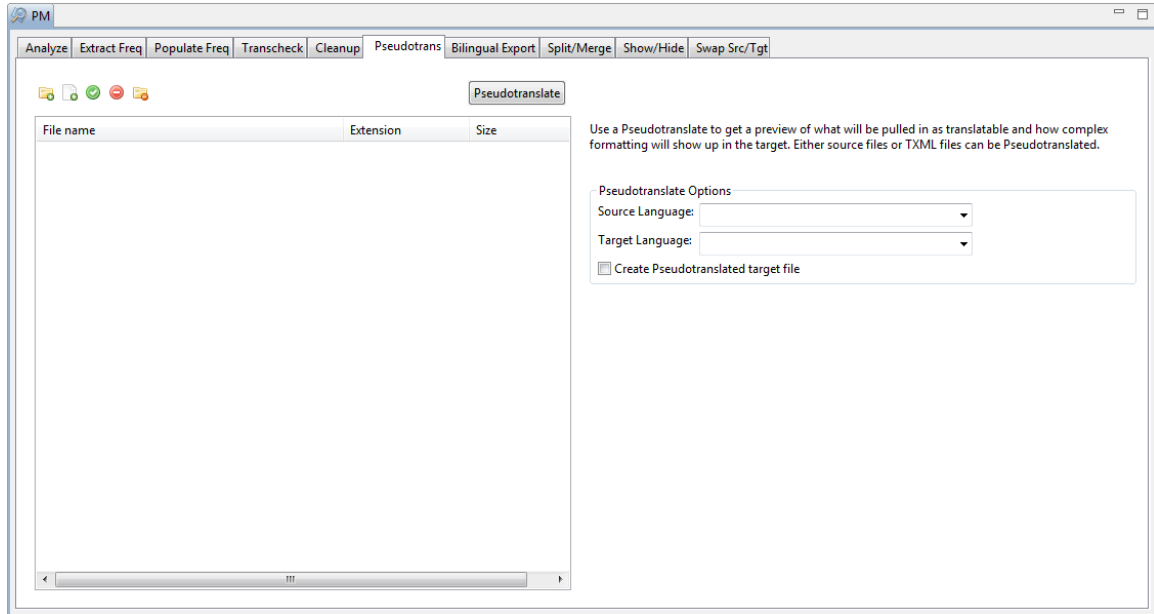 PM
Analyze Extract Freq Populate Freq Transcheck Cleanup Pseudotrans Bilingual Export Split/Merge Show/Hide Swap Src/Tgt
Pseudotranslate
File name Extension Size
Use a Pseudotranslate to get a preview of what will be pulled in as translatable and how complex
formatting will show up in the target. Either source files or TXML files can be Pseudotranslated.
Pseudotranslate Options
Source Language:
Target Language:
Create Pseudotranslated target file